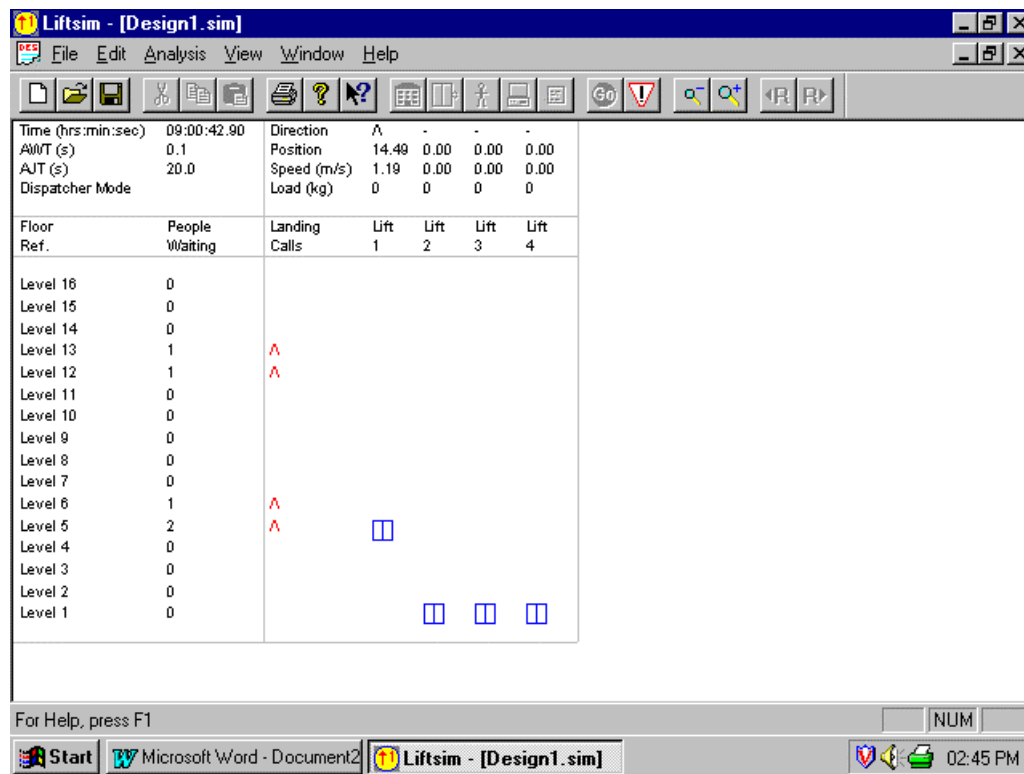 Liftsim - [Design1.sim]
File Edit Analysis View Window Help
Go
R R
Time (hrs:min:sec) 09:00:42.90 Direction Λ - - -
AWT (s) 0.1 Position 14.49 0.00 0.00 0.00
AJT (s) 20.0 Speed (m/s) 1.19 0.00 0.00 0.00
Dispatcher Mode Load (kg) 0 0 0 0
Floor People Landing Lift Lift Lift Lift
Ref. Waiting Calls 1 2 3 4
Level 16 0
Level 15 0
Level 14 0
Level 13 1 Λ
Level 12 1 Λ
Level 11 0
Level 10 0
Level 9 0
Level 8 0
Level 7 0
Level 6 1 Λ
Level 5 2 Λ
Level 4 0
Level 3 0
Level 2 0
Level 1 0
For Help, press F1 NUM
Start Microsoft Word - Document2 Liftsim - [Design1.sim] 02:45 PM